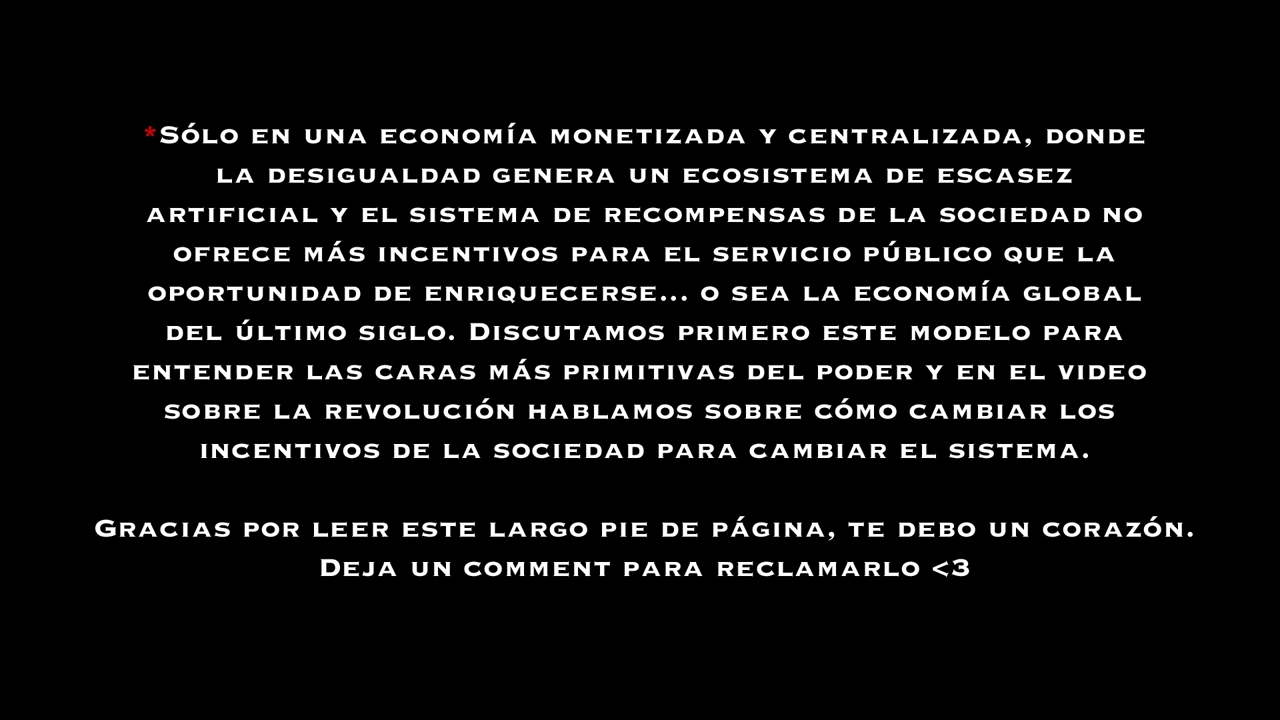 *Sólo en una economía monetizada y centralizada, donde
la desigualdad genera un ecosistema de escasez
artificial y el sistema de recompensas de la sociedad no
ofrece más incentivos para el servicio público que la
oportunidad de enriquecerse... o sea la economía global
del último siglo. Discutamos primero este modelo para
entender las caras más primitivas del poder y en el video
sobre la revolución hablamos sobre cómo cambiar los
incentivos de la sociedad para cambiar el sistema.
Gracias por leer este largo pie de página, te debo un corazón.
Deja un comment para reclamarlo <3